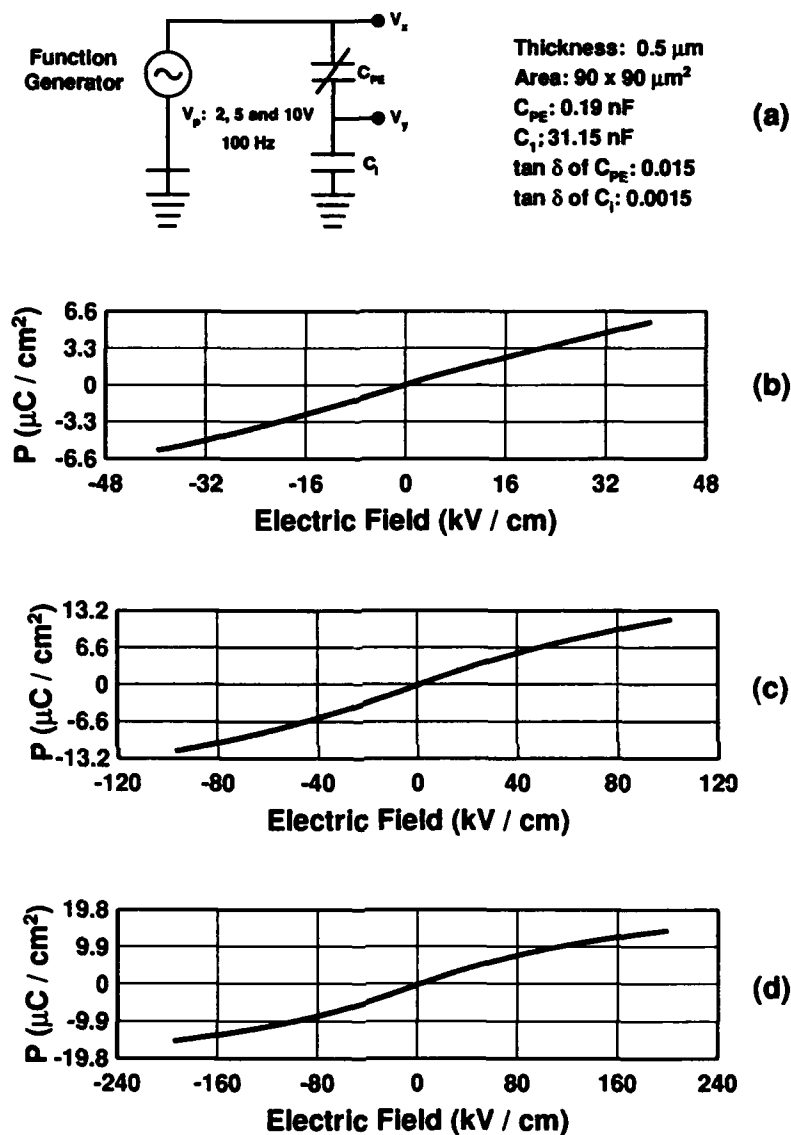 (a)
Function
Generator
Vₓ
C_PE
V_y
C_i
V_p: 2, 5 and 10V
100 Hz
Thickness: 0.5 μm
Area: 90 x 90 μm²
C_PE: 0.19 nF
C₁; 31.15 nF
tan δ of C_PE: 0.015
tan δ of C_i: 0.0015
(b)
P (μC / cm²)
6.6
3.3
0
-3.3
-6.6
-48 -32 -16 0 16 32 48
Electric Field (kV / cm)
(c)
P (μC / cm²)
13.2
6.6
0
-6.6
-13.2
-120 -80 -40 0 40 80 120
Electric Field (kV / cm)
(d)
P (μC / cm²)
19.8
9.9
0
-9.9
-19.8
-240 -160 -80 0 80 160 240
Electric Field (kV / cm)